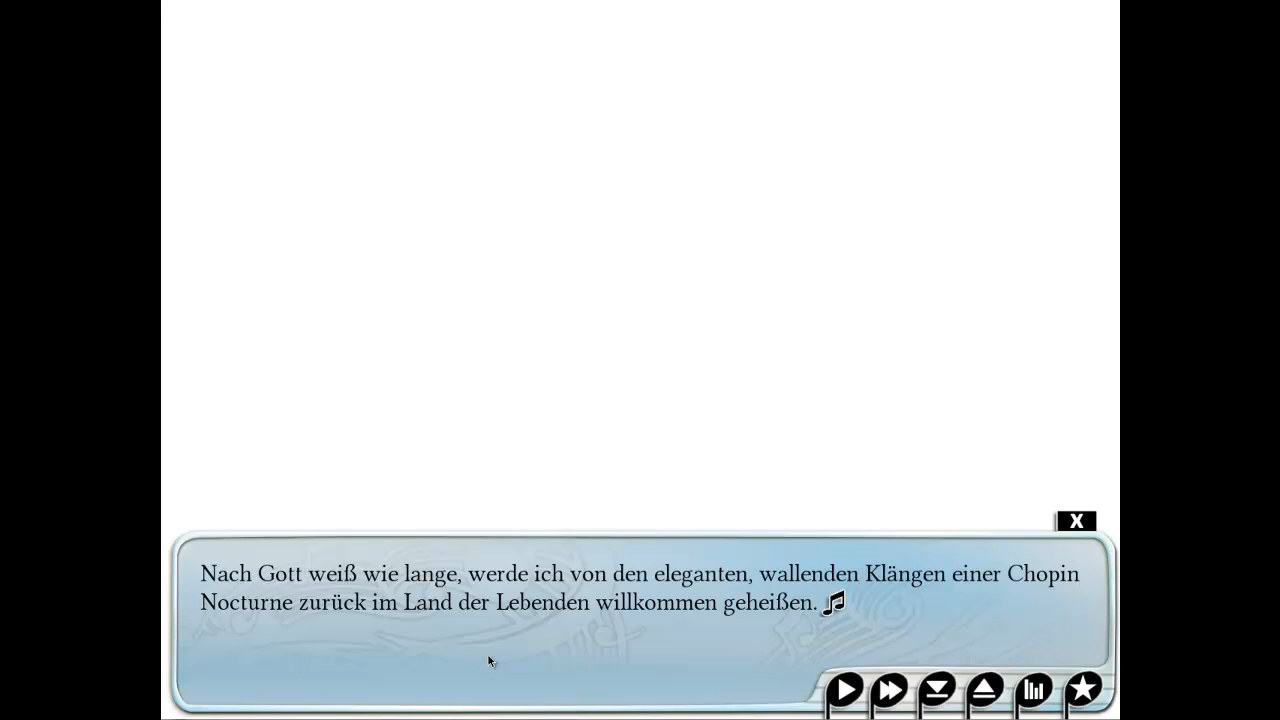 X
Nach Gott weiß wie lange, werde ich von den eleganten, wallenden Klängen einer Chopin
Nocturne zurück im Land der Lebenden willkommen geheißen.